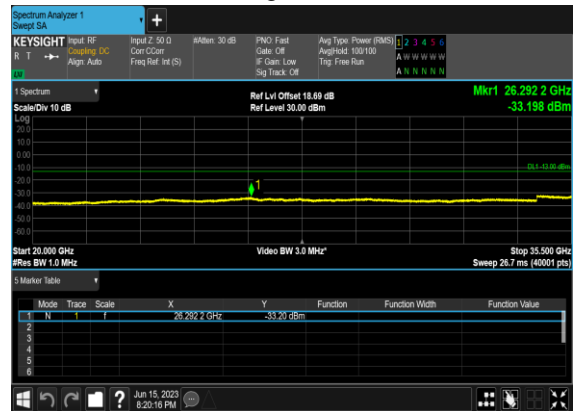 Spectrum Analyzer 1
Swept SA
+
KEYSIGHT Input: RF Input Z: 50 Ω #Atten: 30 dB PNO: Fast Avg Type: Power (RMS) 1 2 3 4 5 6
R T Coupling: DC Corr CCorr Gate: Off Avg|Hold: 100/100 A W W W W W
Align: Auto Freq Ref: Int (S) IF Gain: Low Trig: Free Run
LW Sig Track: Off A N N N N N
1 Spectrum Ref Lvl Offset 18.69 dB Mkr1 26.292 2 GHz
Scale/Div 10 dB Ref Level 30.00 dBm -33.198 dBm
Log
20.0
10.0
0.00
-10.0 DL1 -13.00 dBm
-20.0 1
-30.0
-40.0
-50.0
-60.0
Start 20.000 GHz Video BW 3.0 MHz* Stop 35.500 GHz
#Res BW 1.0 MHz Sweep 26.7 ms (40001 pts)
5 Marker Table
Mode Trace Scale X Y Function Function Width Function Value
1 N 1 f 26.292 2 GHz -33.20 dBm
2
3
4
5
6
? Jun 15, 2023
8:20:16 PM